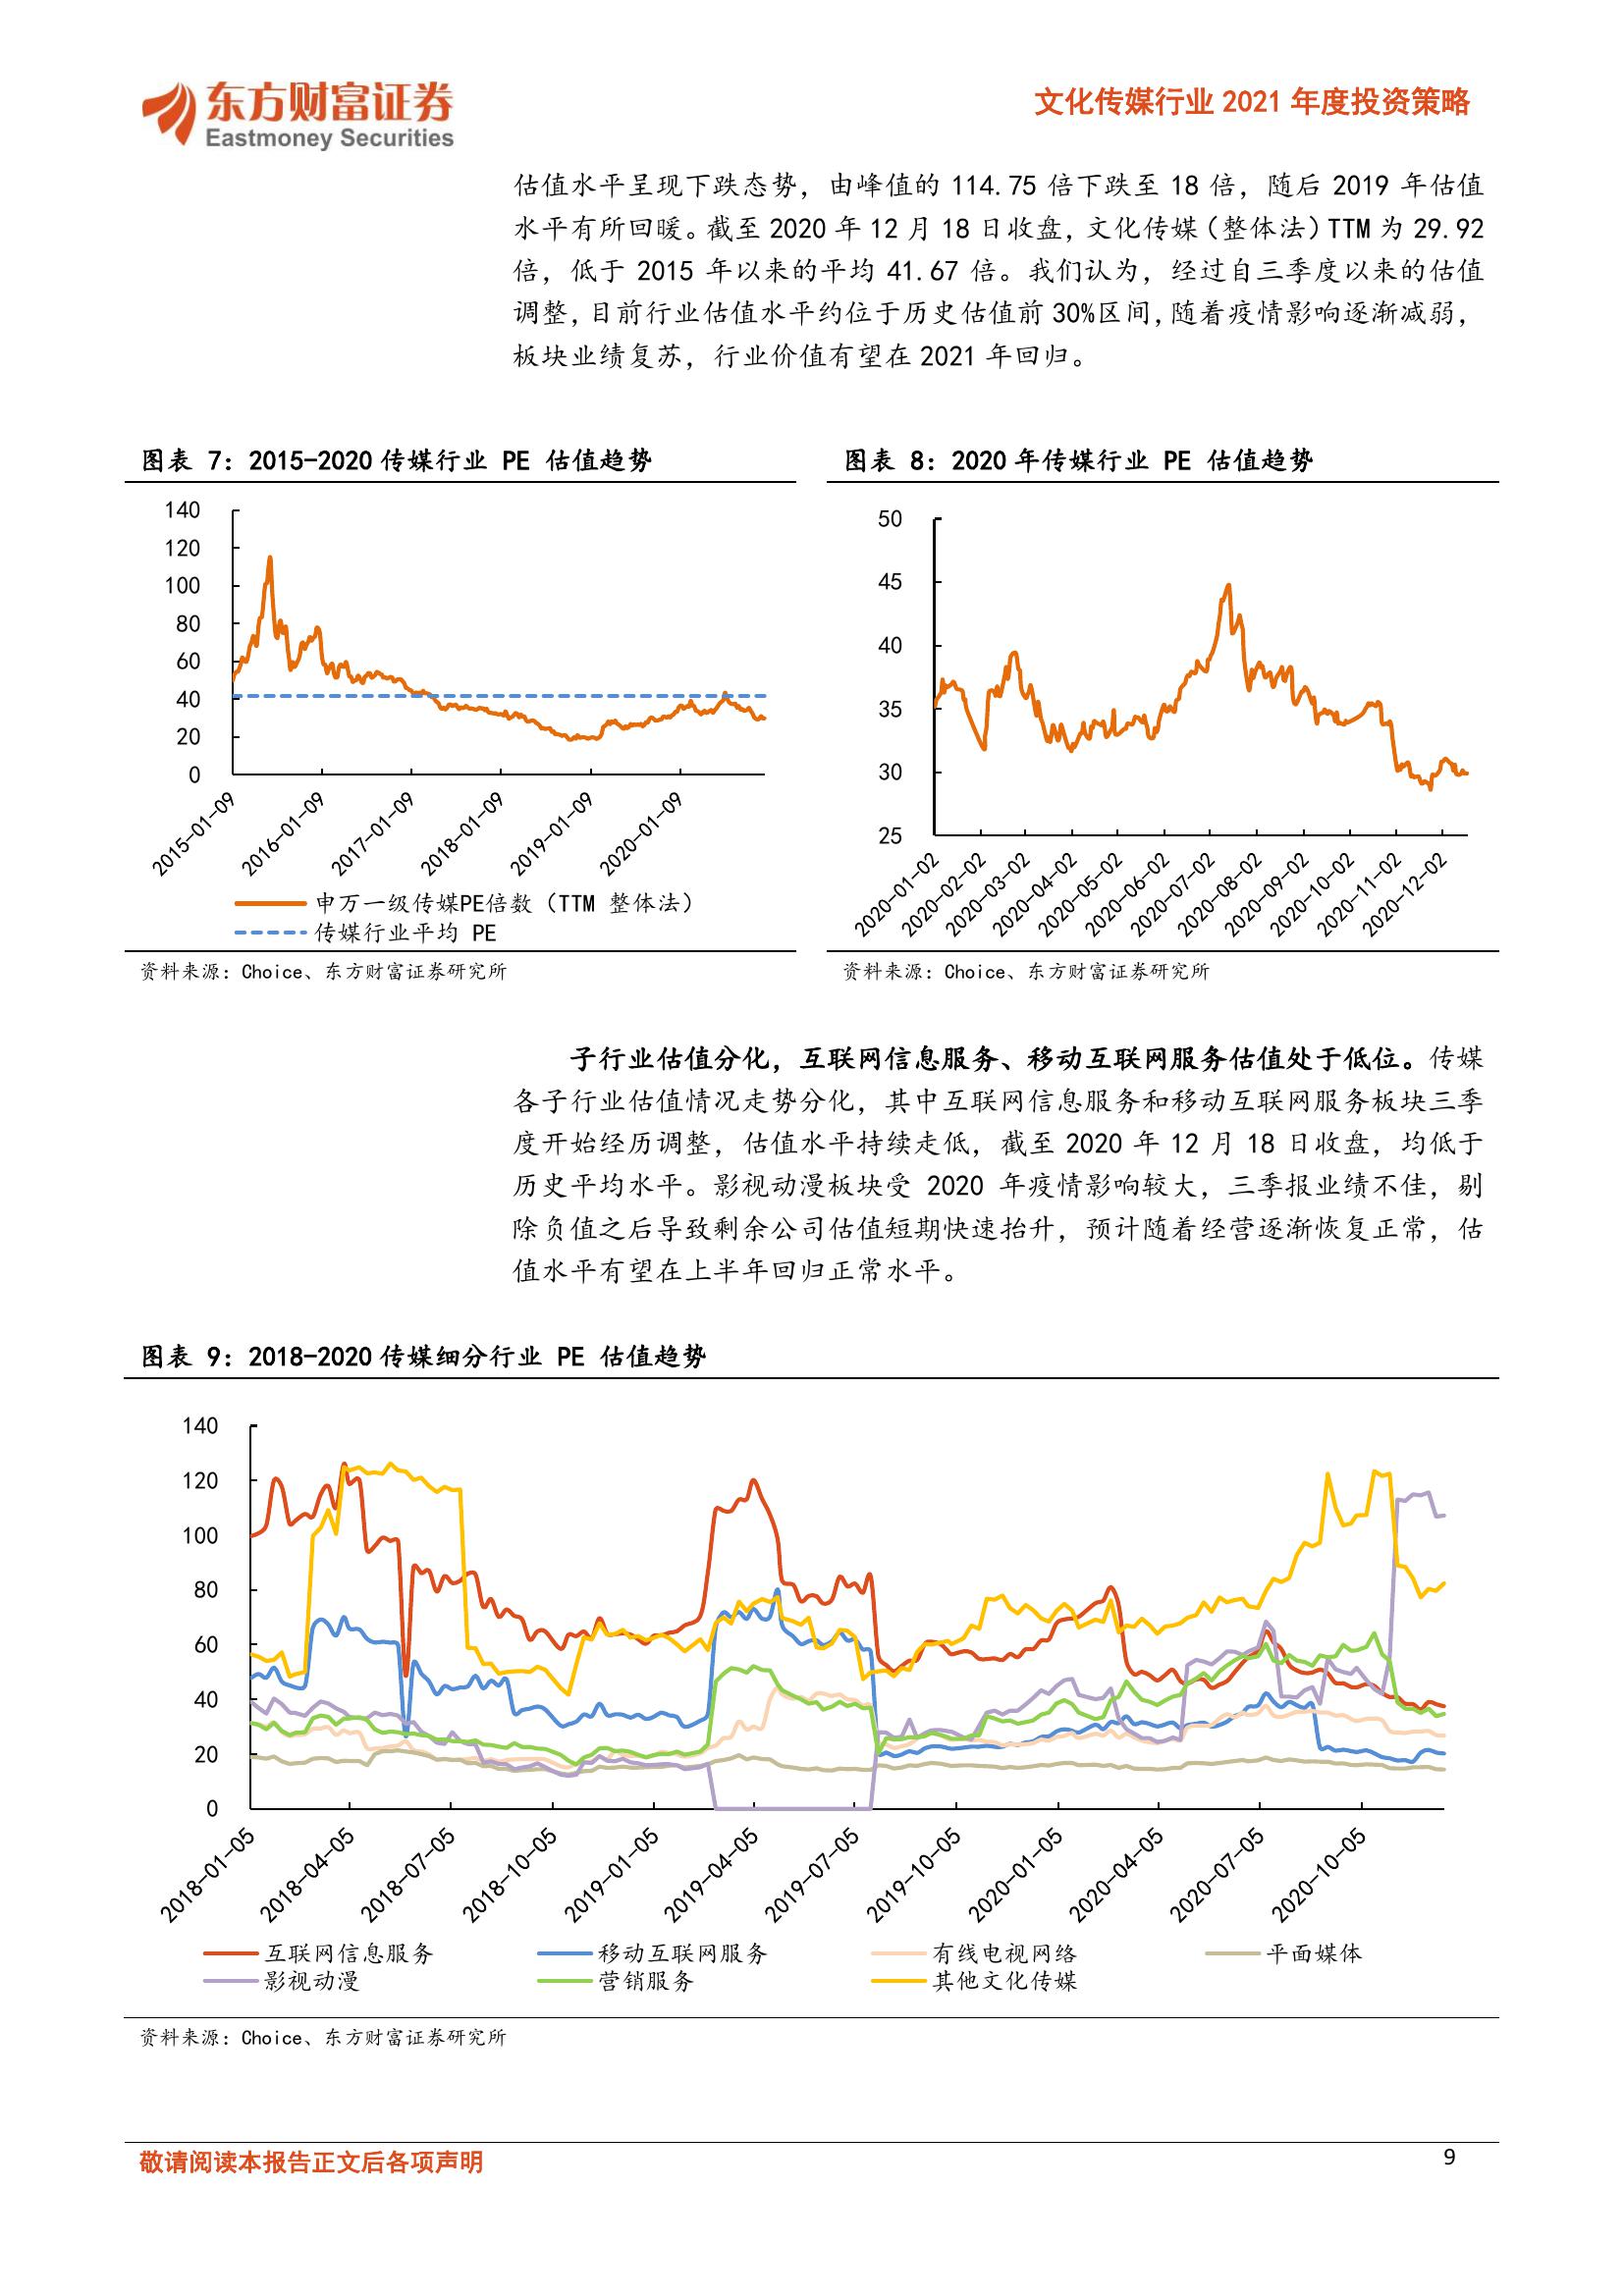 东方财富证券
Eastmoney Securities
文化传媒行业 2021 年度投资策略
估值水平呈现下跌态势，由峰值的 114.75 倍下跌至 18 倍，随后 2019 年估值
水平有所回暖。截至 2020 年 12 月 18 日收盘，文化传媒（整体法）TTM 为 29.92
倍，低于 2015 年以来的平均 41.67 倍。我们认为，经过自三季度以来的估值
调整，目前行业估值水平约位于历史估值前 30%区间，随着疫情影响逐渐减弱，
板块业绩复苏，行业价值有望在 2021 年回归。
图表 7：2015-2020 传媒行业 PE 估值趋势
140
120
100
80
60
40
20
0
2015-01-09
2016-01-09
2017-01-09
2018-01-09
2019-01-09
2020-01-09
申万一级传媒PE倍数（TTM 整体法）
传媒行业平均 PE
资料来源：Choice、东方财富证券研究所
图表 8：2020 年传媒行业 PE 估值趋势
50
45
40
35
30
25
2020-01-02
2020-02-02
2020-03-02
2020-04-02
2020-05-02
2020-06-02
2020-07-02
2020-08-02
2020-09-02
2020-10-02
2020-11-02
2020-12-02
资料来源：Choice、东方财富证券研究所
子行业估值分化，互联网信息服务、移动互联网服务估值处于低位。传媒
各子行业估值情况走势分化，其中互联网信息服务和移动互联网服务板块三季
度开始经历调整，估值水平持续走低，截至 2020 年 12 月 18 日收盘，均低于
历史平均水平。影视动漫板块受 2020 年疫情影响较大，三季报业绩不佳，剔
除负值之后导致剩余公司估值短期快速抬升，预计随着经营逐渐恢复正常，估
值水平有望在上半年回归正常水平。
图表 9：2018-2020 传媒细分行业 PE 估值趋势
140
120
100
80
60
40
20
0
2018-01-05
2018-04-05
2018-07-05
2018-10-05
2019-01-05
2019-04-05
2019-07-05
2019-10-05
2020-01-05
2020-04-05
2020-07-05
2020-10-05
互联网信息服务 移动互联网服务 有线电视网络 平面媒体
影视动漫 营销服务 其他文化传媒
资料来源：Choice、东方财富证券研究所
敬请阅读本报告正文后各项声明
9